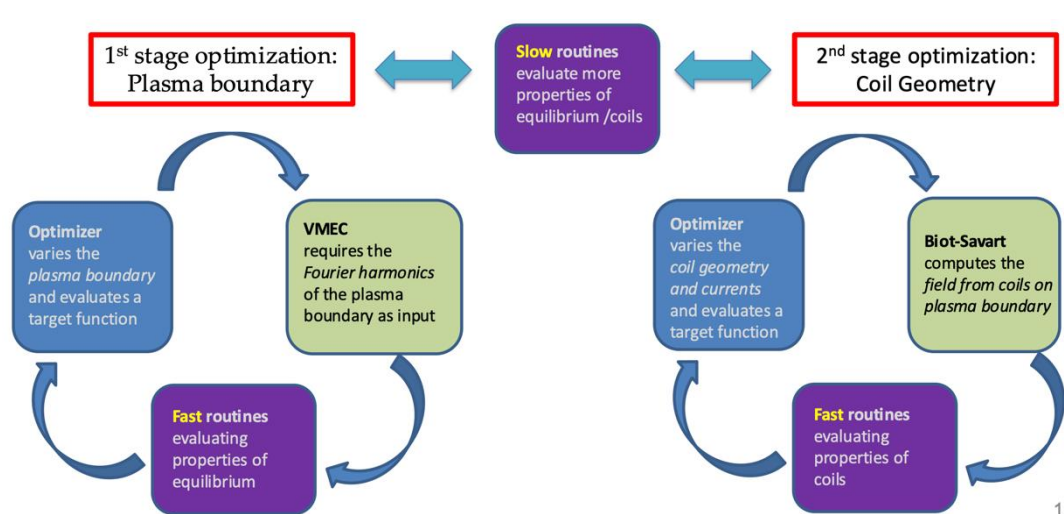 1st stage optimization:
Plasma boundary
Slow routines
evaluate more
properties of
equilibrium /coils
2nd stage optimization:
Coil Geometry
Optimizer
varies the
plasma boundary
and evaluates a
target function
VMEC
requires the
Fourier harmonics
of the plasma
boundary as input
Fast routines
evaluating
properties of
equilibrium
Optimizer
varies the
coil geometry
and currents
and evaluates a
target function
Biot-Savart
computes the
field from coils on
plasma boundary
Fast routines
evaluating
properties of
coils
1